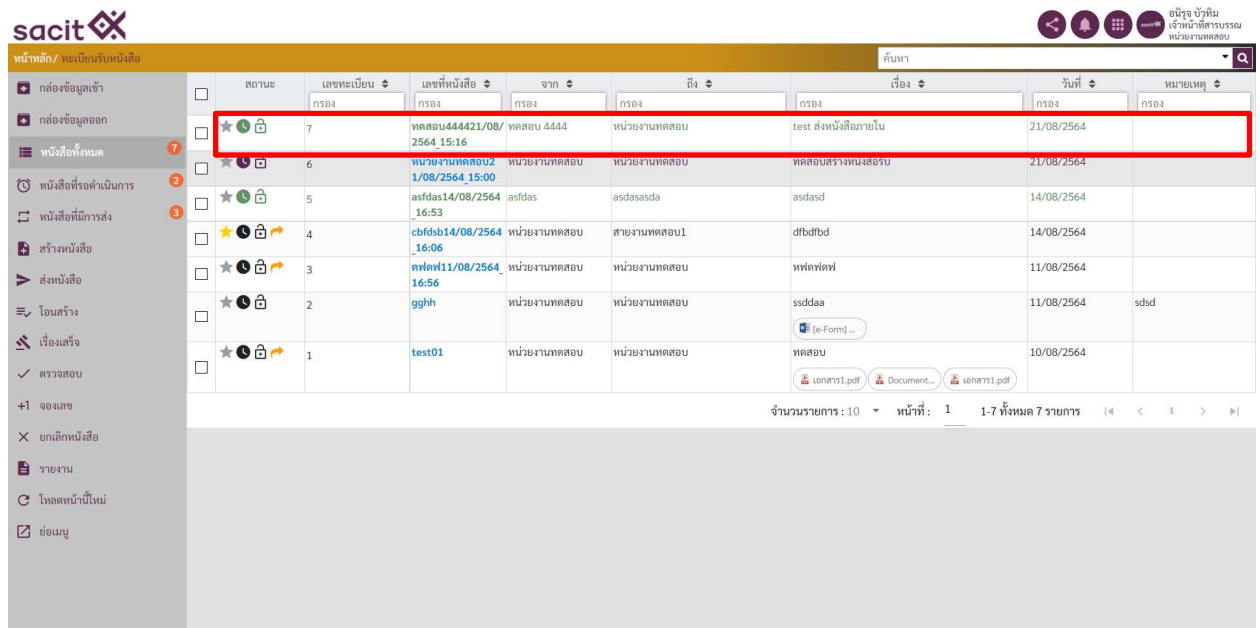 sacit
อนิรุจ บัวทิม
เจ้าหน้าที่สารบรรณ
หน่วยงานทดสอบ
หน้าหลัก/ ทะเบียนรับหนังสือ
ค้นหา
กล่องข้อมูลเข้า
กล่องข้อมูลออก
หนังสือทั้งหมด 7
หนังสือที่รอดำเนินการ 2
หนังสือที่มีการส่ง 3
สร้างหนังสือ
ส่งหนังสือ
โอนสร้าง
เรื่องเสร็จ
ตรวจสอบ
+1 จองเลข
ยกเลิกหนังสือ
รายงาน
โหลดหน้านี้ใหม่
ย่อเมนู
สถานะ เลขทะเบียน เลขที่หนังสือ จาก ถึง เรื่อง วันที่ หมายเหตุ
กรอง กรอง กรอง กรอง กรอง กรอง กรอง
7 ทดสอบ444421/08/ ทดสอบ 4444 หน่วยงานทดสอบ test ส่งหนังสือภายใน 21/08/2564
2564_15:16
6 หน่วยงานทดสอบ2 หน่วยงานทดสอบ หน่วยงานทดสอบ ทดสอบสร้างหนังสือรับ 21/08/2564
1/08/2564_15:00
5 asfdas14/08/2564 asfdas asdasasda asdasd 14/08/2564
_16:53
4 cbfdsb14/08/2564 หน่วยงานทดสอบ สายงานทดสอบ1 dfbdfbd 14/08/2564
_16:06
3 ดฟดฟ11/08/2564_ หน่วยงานทดสอบ หน่วยงานทดสอบ หฟดฟดฟ 11/08/2564
16:56
2 gghh หน่วยงานทดสอบ หน่วยงานทดสอบ ssddaa 11/08/2564 sdsd
[e-Form] ...
1 test01 หน่วยงานทดสอบ หน่วยงานทดสอบ ทดสอบ 10/08/2564
เอกสาร1.pdf Document... เอกสาร1.pdf
จำนวนรายการ : 10 หน้าที่ : 1 1-7 ทั้งหมด 7 รายการ 1